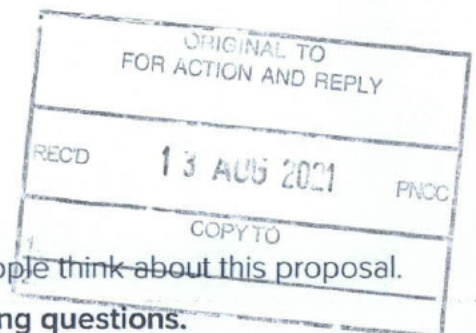 ORIGINAL TO
FOR ACTION AND REPLY
REC'D 13 AUG 2021 PNCC
COPY TO
1.
ople think about this proposal.
ng questions.